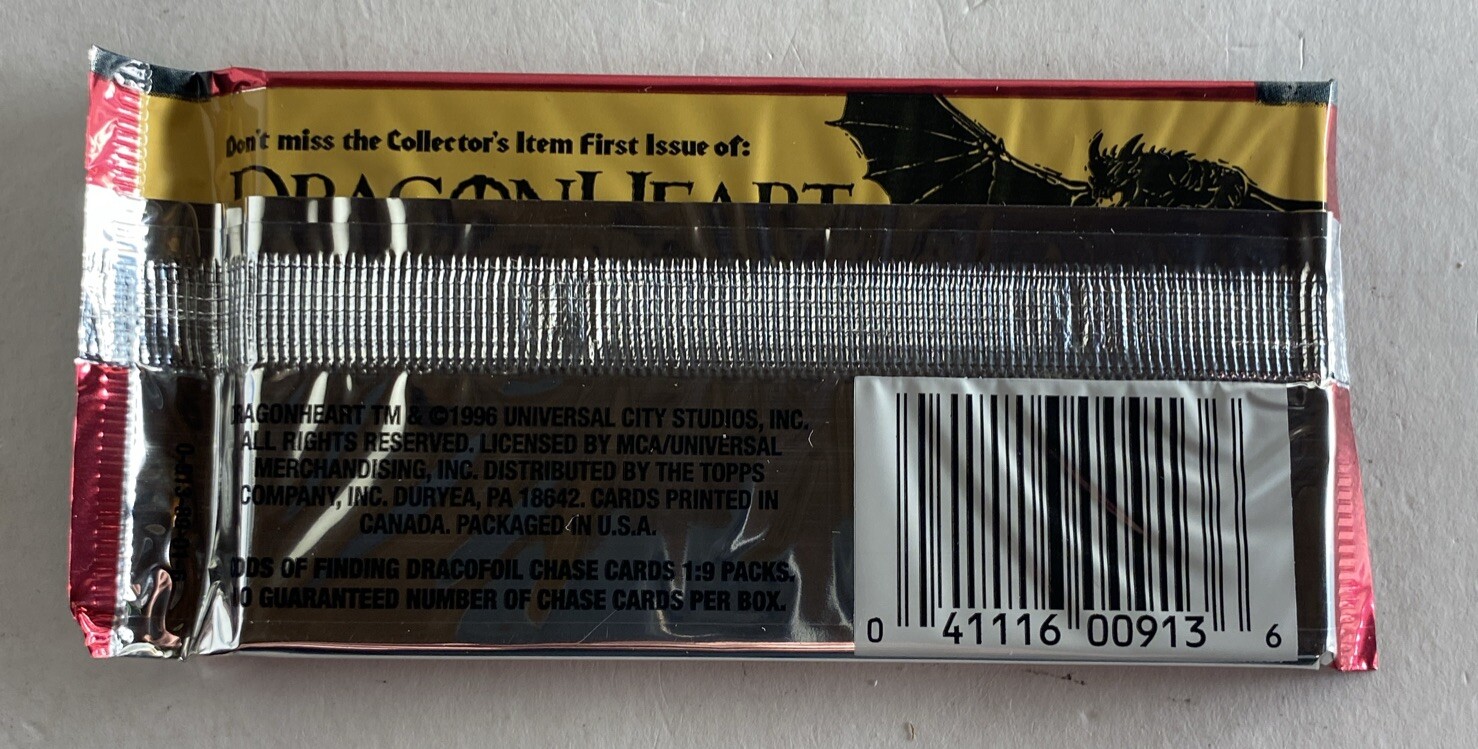 Don't miss the Collector's Item First Issue of:
DRAGONHEART
RAGONHEART TM & ©1996 UNIVERSAL CITY STUDIOS, INC.
ALL RIGHTS RESERVED. LICENSED BY MCA/UNIVERSAL
MERCHANDISING, INC. DISTRIBUTED BY THE TOPPS
COMPANY, INC. DURYEA, PA 18642. CARDS PRINTED IN
CANADA. PACKAGED IN U.S.A.
DDS OF FINDING DRACOFOIL CHASE CARDS 1:9 PACKS.
O GUARANTEED NUMBER OF CHASE CARDS PER BOX.
0 41116 00913 6